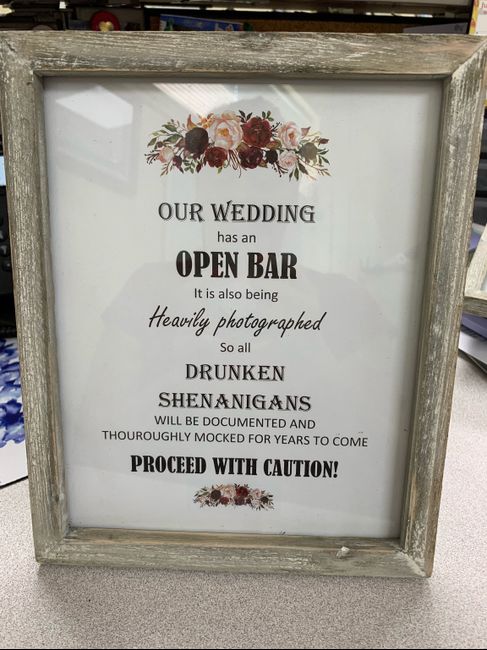 OUR WEDDING
has an
OPEN BAR
It is also being
Heavily photographed
So all
DRUNKEN
SHENANIGANS
WILL BE DOCUMENTED AND
THOUROUGHLY MOCKED FOR YEARS TO COME
PROCEED WITH CAUTION!